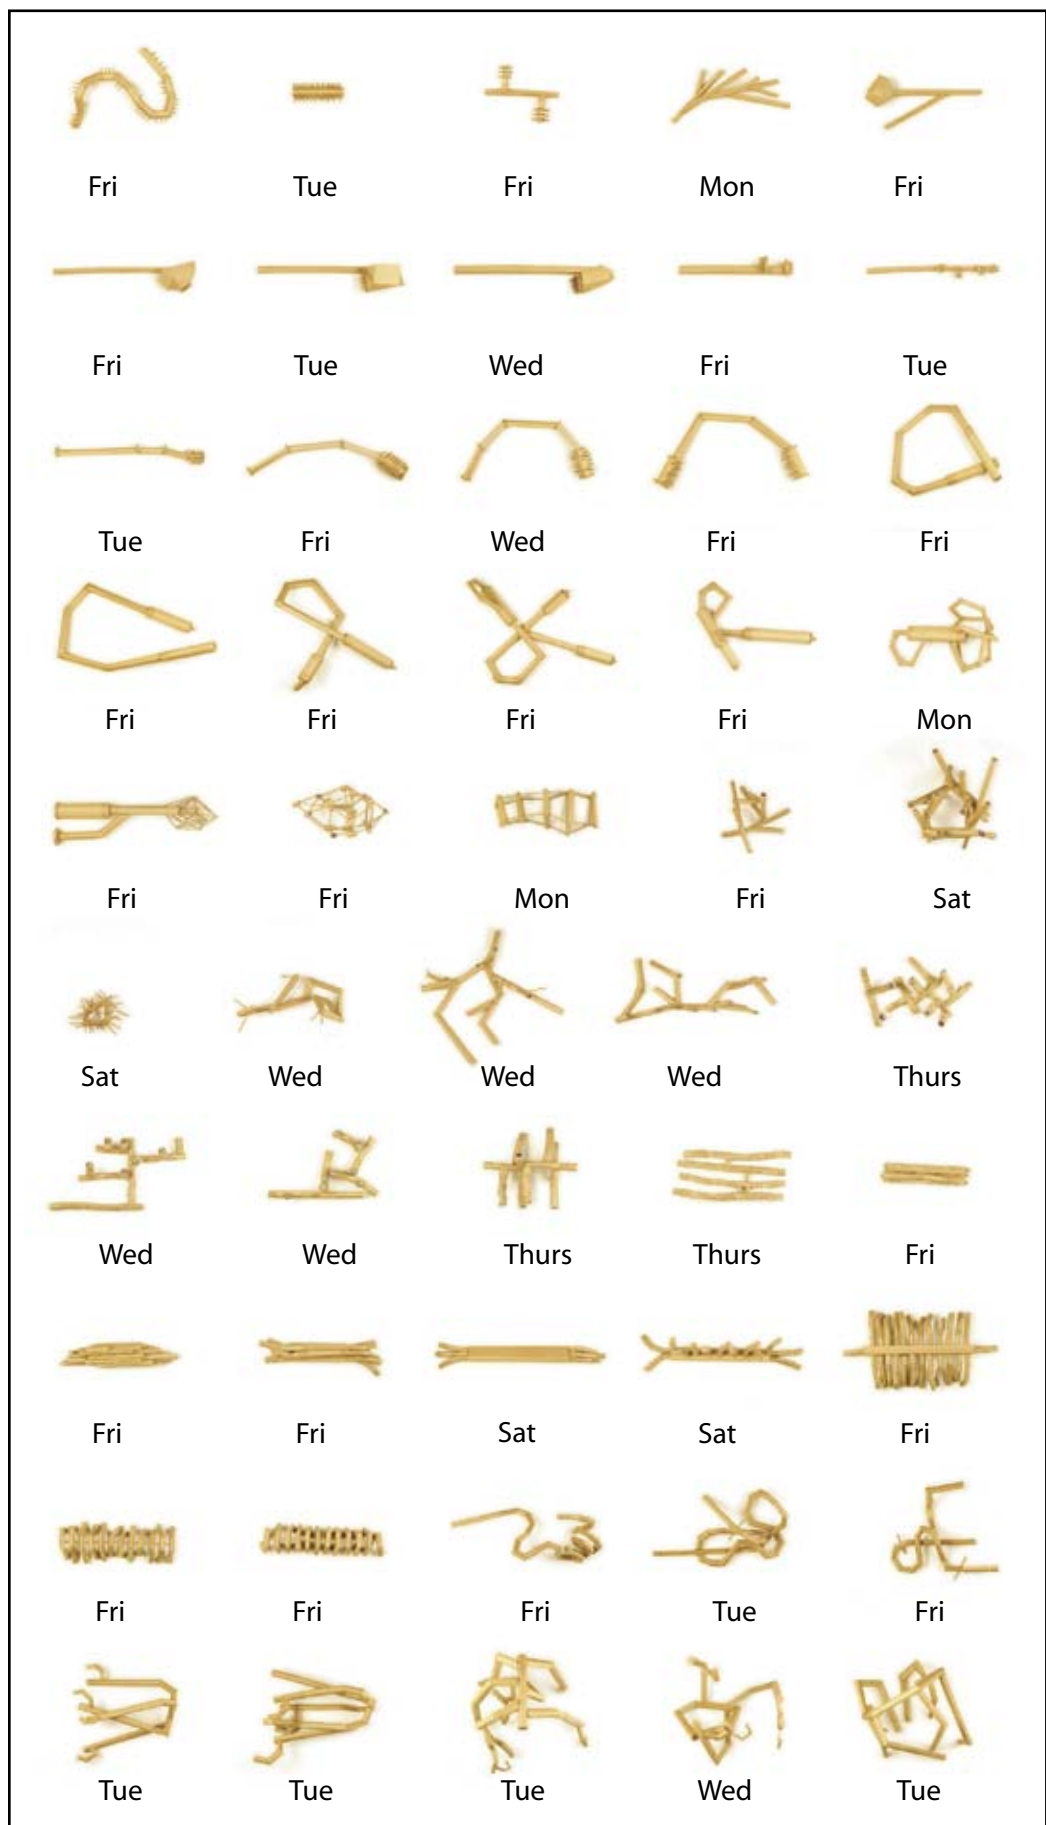 Fri Tue Fri Mon Fri
Fri Tue Wed Fri Tue
Tue Fri Wed Fri Fri
Fri Fri Fri Fri Mon
Fri Fri Mon Fri Sat
Sat Wed Wed Wed Thurs
Wed Wed Thurs Thurs Fri
Fri Fri Sat Sat Fri
Fri Fri Fri Tue Fri
Tue Tue Tue Wed Tue